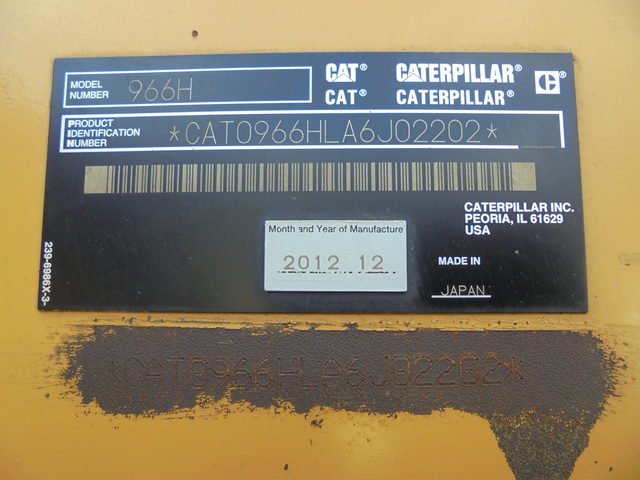 CAT® CATERPILLAR® C®
CAT® CATERPILLAR®
MODEL NUMBER 966H
PRODUCT IDENTIFICATION NUMBER *CAT0966HLA6J02202*
CATERPILLAR INC.
PEORIA, IL 61629
USA
Month and Year of Manufacture
2012 12
MADE IN
JAPAN
239-6986X-3-
*CAT0966HLA6J02202*